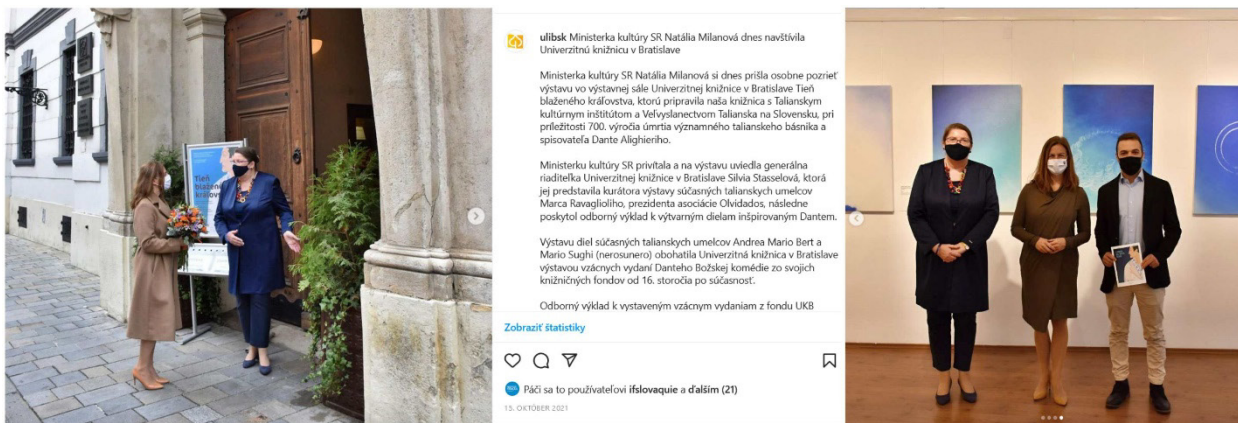 Tieň
blaženého
kráľovstva
ulibsk Ministerka kultúry SR Natália Milanová dnes navštívila
Univerzitnú knižnicu v Bratislave
Ministerka kultúry SR Natália Milanová si dnes prišla osobne pozrieť
výstavu vo výstavnej sále Univerzitnej knižnice v Bratislave Tieň
blaženého kráľovstva, ktorú pripravila naša knižnica s Talianskym
kultúrnym inštitútom a Veľvyslanectvom Talianska na Slovensku, pri
príležitosti 700. výročia úmrtia významného talianskeho básnika a
spisovateľa Dante Alighieriho.
Ministerku kultúry SR privítala a na výstavu uviedla generálna
riaditeľka Univerzitnej knižnice v Bratislave Silvia Stasselová, ktorá
jej predstavila kurátora výstavy súčasných talianskych umelcov
Marca Ravaglioliho, prezidenta asociácie Olvidados, následne
poskytol odborný výklad k výtvarným dielam inšpirovaným Dantem.
Výstavu diel súčasných talianskych umelcov Andrea Mario Bert a
Mario Sughi (nerosunero) obohatila Univerzitná knižnica v Bratislave
výstavou vzácnych vydaní Danteho Božskej komédie zo svojich
knižničných fondov od 16. storočia po súčasnosť.
Odborný výklad k vystaveným vzácnym vydaniam z fondu UKB
Zobraziť štatistiky
Páči sa to používateľovi ifslovaquie a ďalším (21)
15. OKTÓBER 2021